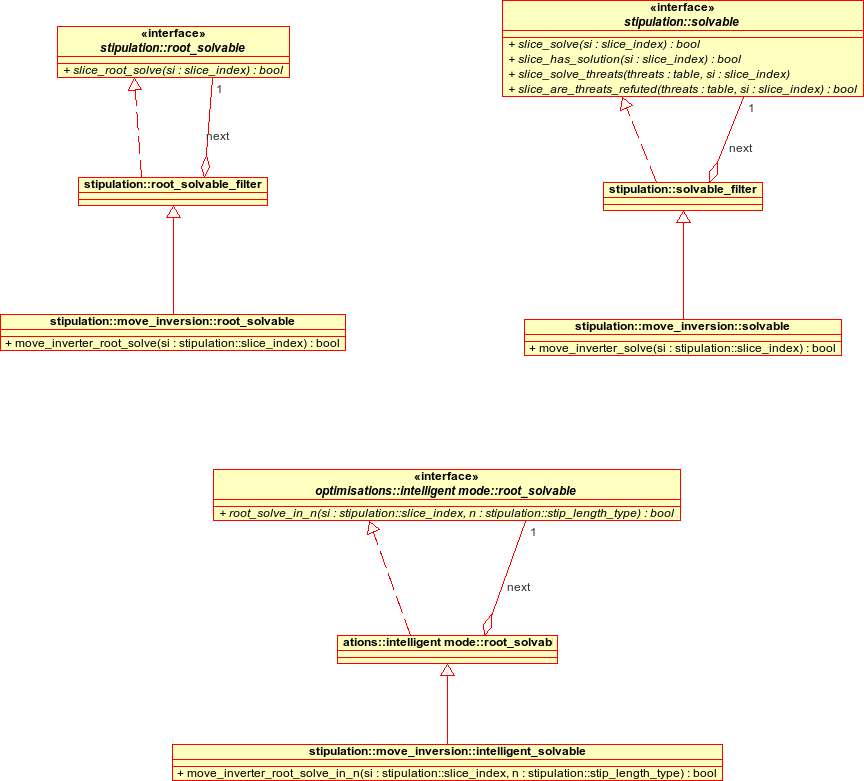 «interface»
stipulation::root_solvable
+ slice_root_solve(si : slice_index) : bool
1
next
stipulation::root_solvable_filter
stipulation::move_inversion::root_solvable
+ move_inverter_root_solve(si : stipulation::slice_index) : bool
«interface»
stipulation::solvable
+ slice_solve(si : slice_index) : bool
+ slice_has_solution(si : slice_index) : bool
+ slice_solve_threats(threats : table, si : slice_index)
+ slice_are_threats_refuted(threats : table, si : slice_index) : bool
1
next
stipulation::solvable_filter
stipulation::move_inversion::solvable
+ move_inverter_solve(si : stipulation::slice_index) : bool
«interface»
optimisations::intelligent mode::root_solvable
+ root_solve_in_n(si : stipulation::slice_index, n : stipulation::stip_length_type) : bool
1
next
ations::intelligent mode::root_solvab
stipulation::move_inversion::intelligent_solvable
+ move_inverter_root_solve_in_n(si : stipulation::slice_index, n : stipulation::stip_length_type) : bool